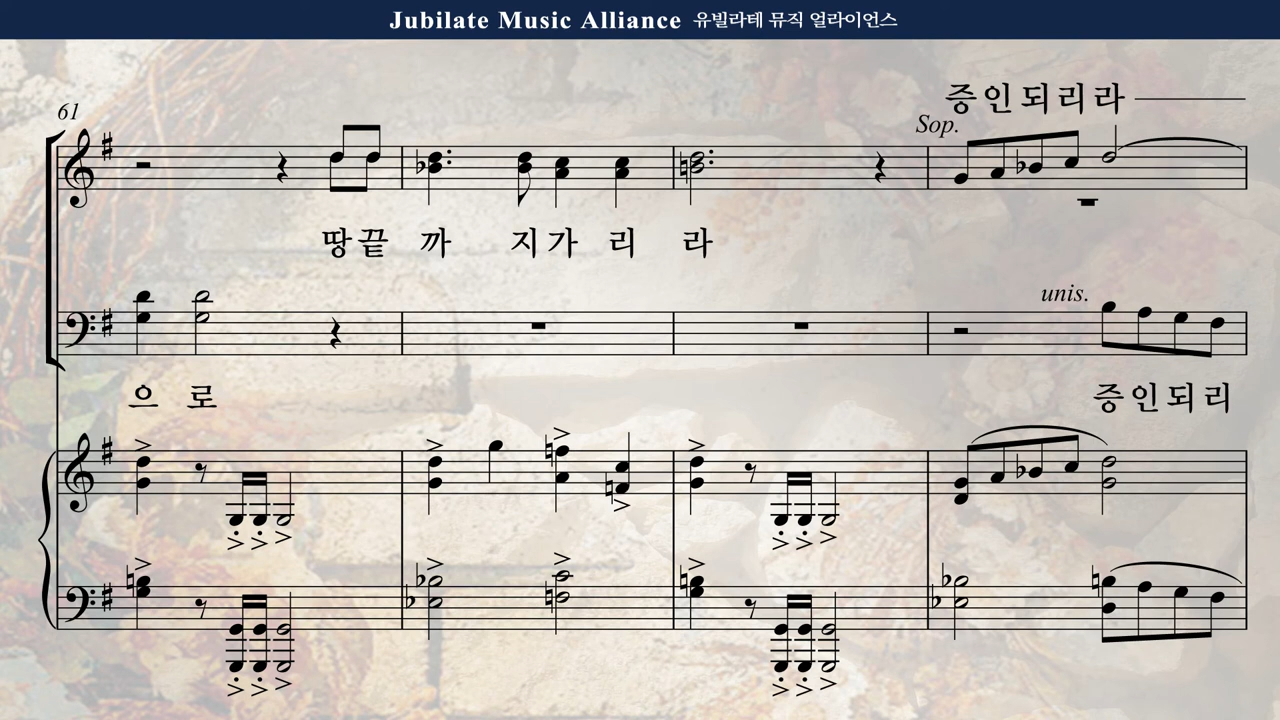 Jubilate Music Alliance 유빌라테 뮤직 얼라이언스
61
증인되리라
Sop.
땅끝 까 지가 리 라
unis.
으 로
증인되리